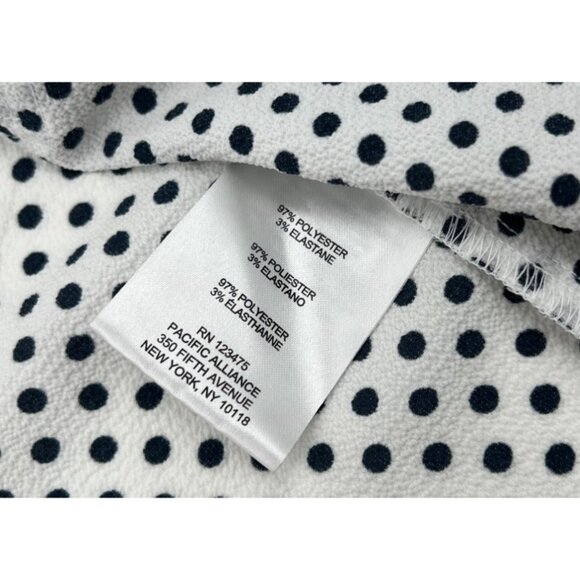 97% POLYESTER
3% ELASTANE
97% POLIESTER
3% ELASTANO
97% POLYESTER
3% ÉLASTHANNE
RN 123475
PACIFIC ALLIANCE
350 FIFTH AVENUE
NEW YORK, NY 10118